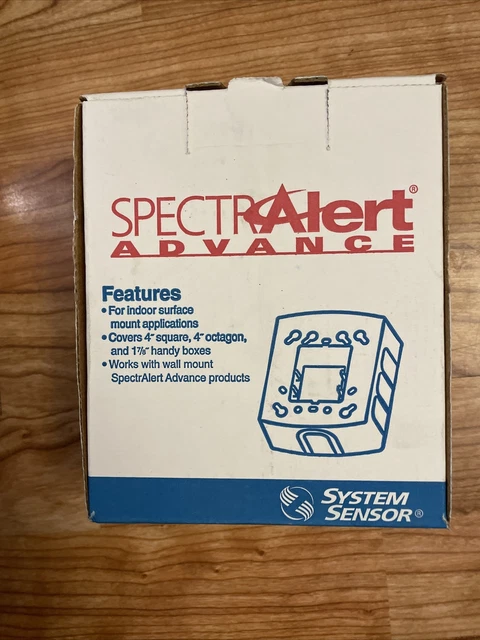 SPECTRAlert®
ADVANCE
Features
• For indoor surface
mount applications
• Covers 4″ square, 4″ octagon,
and 1⅞″ handy boxes
• Works with wall mount
SpectrAlert Advance products
SYSTEM
SENSOR®